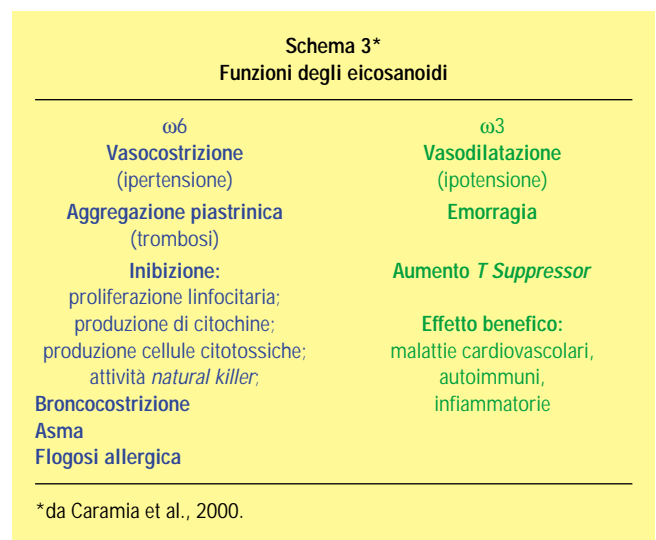 Schema 3*
Funzioni degli eicosanoidi
ω6
Vasocostrizione
(ipertensione)
Aggregazione piastrinica
(trombosi)
Inibizione:
proliferazione linfocitaria;
produzione di citochine;
produzione cellule citotossiche;
attività natural killer;
Broncocostrizione
Asma
Flogosi allergica
ω3
Vasodilatazione
(ipotensione)
Emorragia
Aumento T Suppressor
Effetto benefico:
malattie cardiovascolari,
autoimmuni,
infiammatorie
*da Caramia et al., 2000.